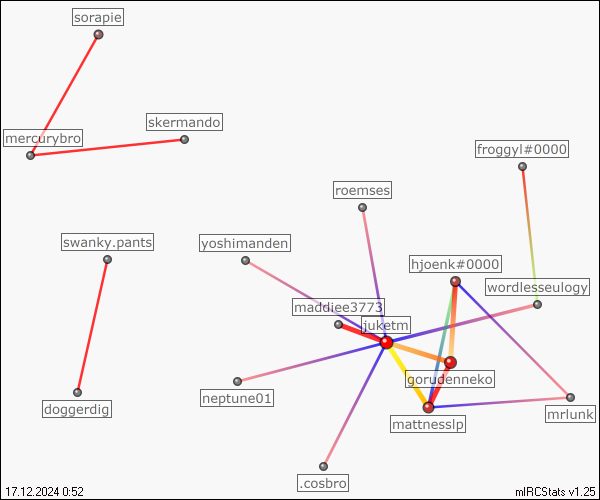 sorapie
skermando
mercurybro
froggyl#0000
roemses
swanky.pants
yoshimanden
hjoenk#0000
wordlesseulogy
maddiee3773
juketm
gorudenneko
neptune01
doggerdig
mrlunk
mattnesslp
.cosbro
17.12.2024 0:52
mIRCStats v1.25